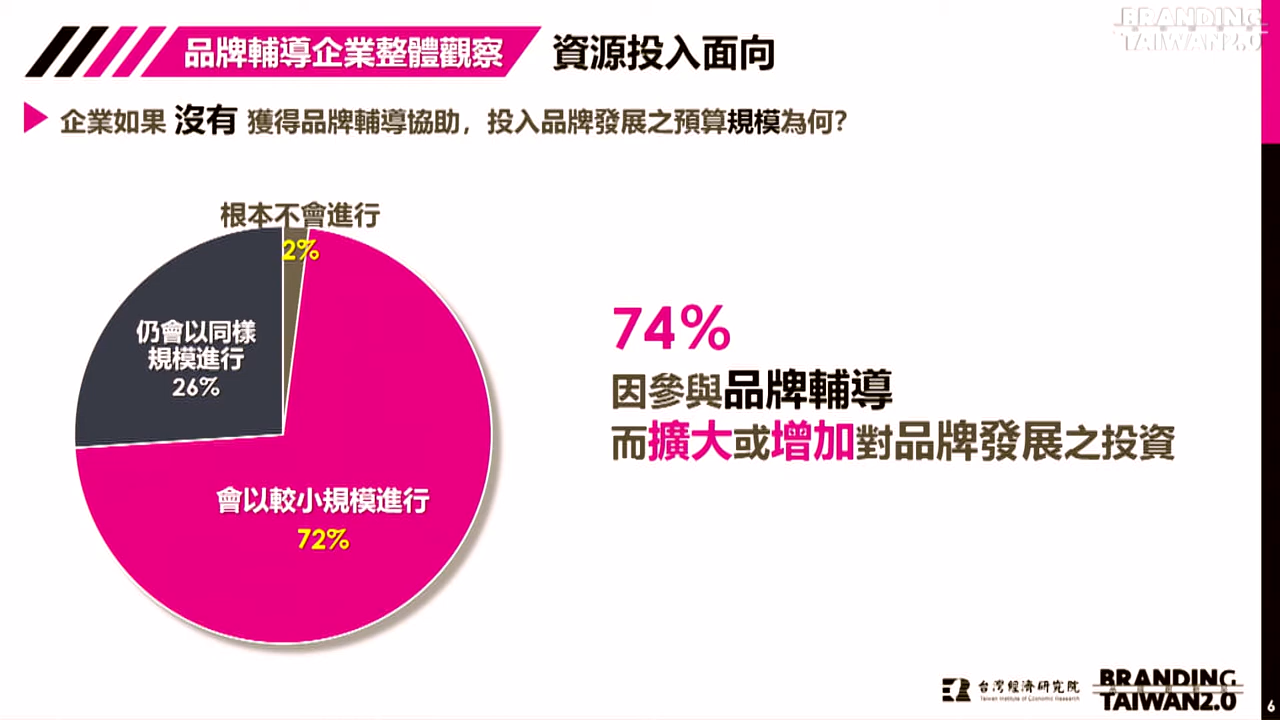 BRANDING
TAIWAN2.0
品牌輔導企業整體觀察 資源投入面向
企業如果 沒有 獲得品牌輔導協助，投入品牌發展之預算規模為何?
根本不會進行
2%
仍會以同樣
規模進行
26%
會以較小規模進行
72%
74%
因參與品牌輔導
而擴大或增加對品牌發展之投資
台灣經濟研究院
Taiwan Institute of Economic Research
BRANDING
TAIWAN2.0
6